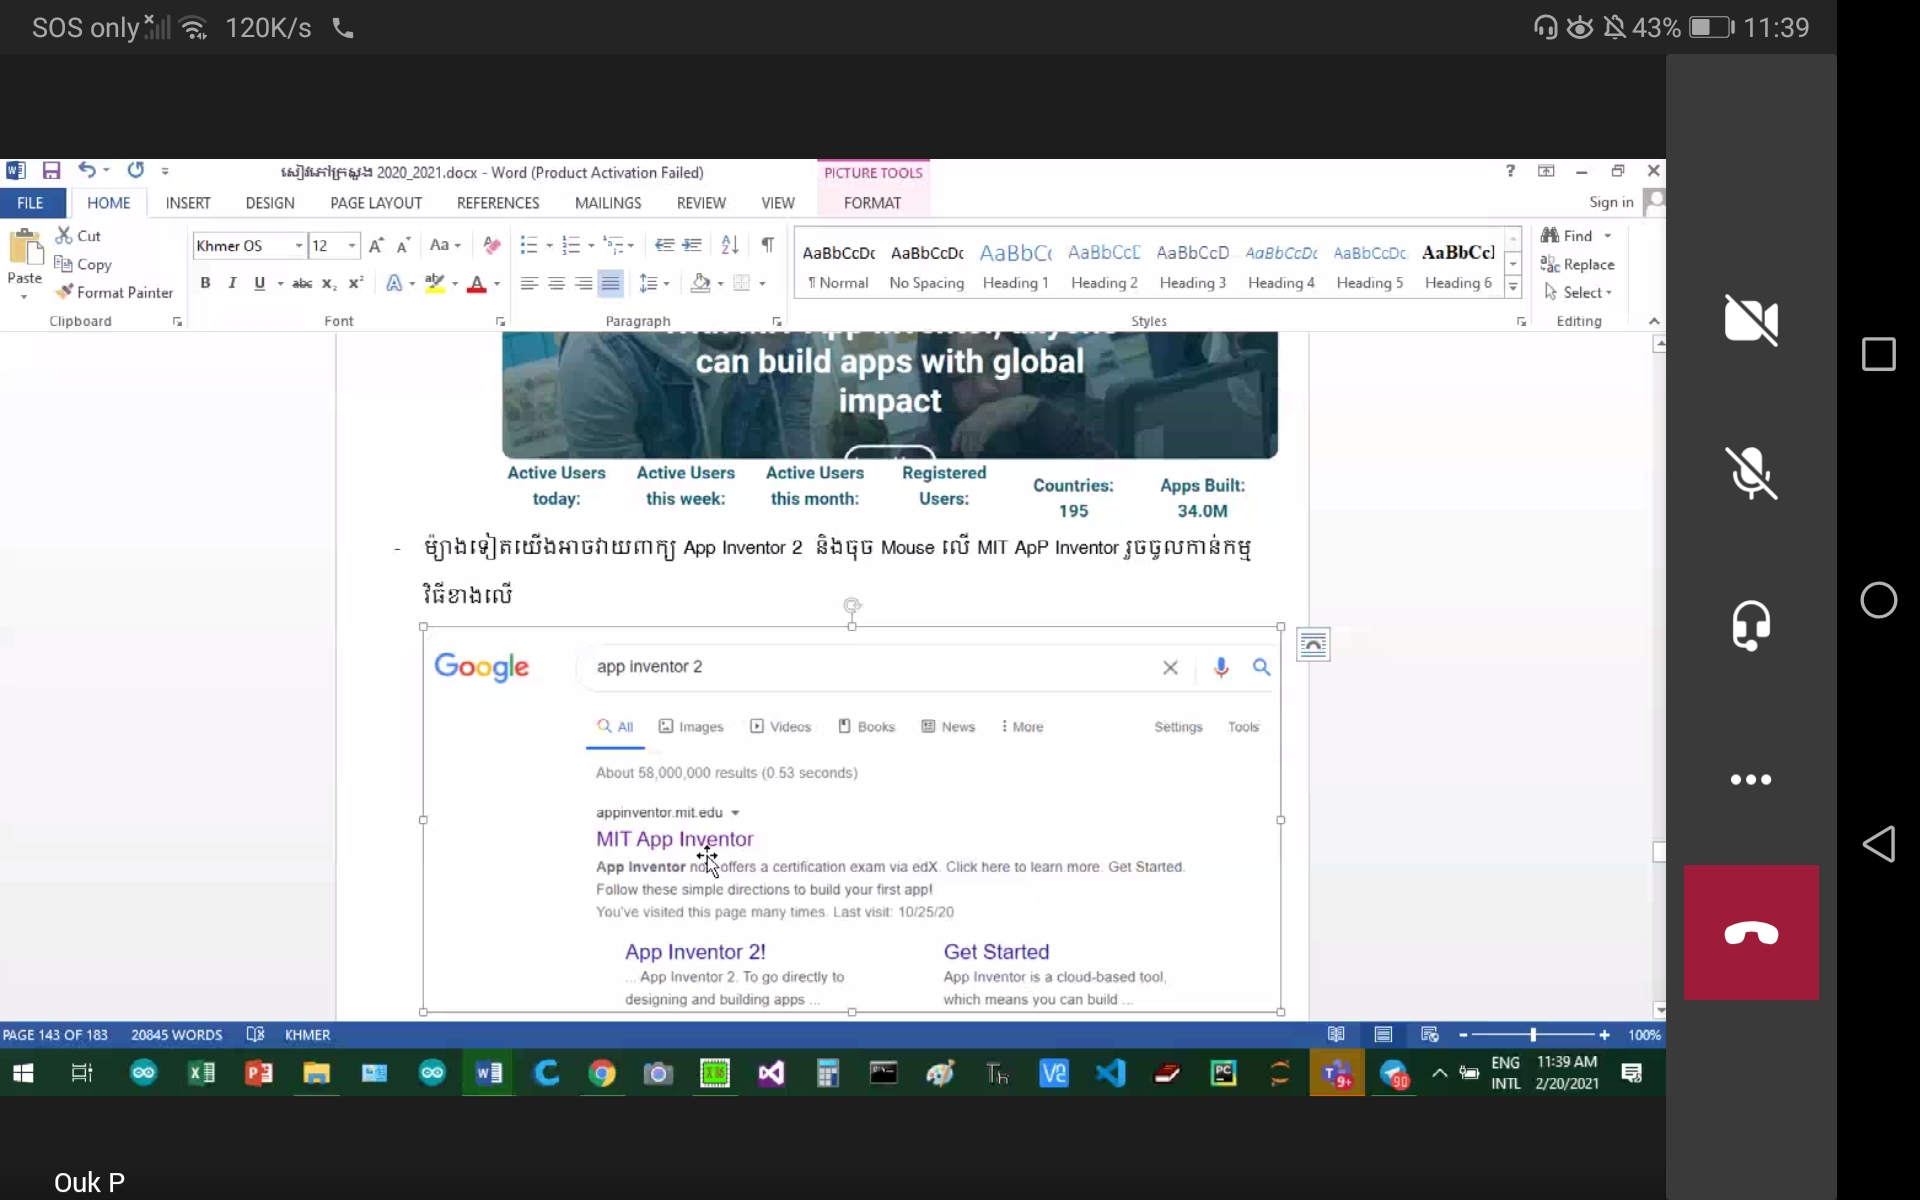 SOS only 120K/s 43% 11:39
សៀវភៅក្រសួង 2020_2021.docx - Word (Product Activation Failed) PICTURE TOOLS
FILE HOME INSERT DESIGN PAGE LAYOUT REFERENCES MAILINGS REVIEW VIEW FORMAT Sign in
Paste Cut Copy Format Painter
Khmer OS 12
AaBbCcDc AaBbCcDc AaBbC( AaBbCcD AaBbCcD AaBbCcDc AaBbCcDc AaBbCcI
¶ Normal No Spacing Heading 1 Heading 2 Heading 3 Heading 4 Heading 5 Heading 6
Find Replace Select
Clipboard Font Paragraph Styles Editing
can build apps with global
impact
Active Users today: Active Users this week: Active Users this month: Registered Users: Countries: 195 Apps Built: 34.0M
- ម៉្យាងទៀតយើងអាចវាយពាក្យ App Inventor 2 និងចុច Mouse លើ MIT ApP Inventor រួចចូលកាន់កម្ម
វិធីខាងលើ
Google app inventor 2
All Images Videos Books News More Settings Tools
About 58,000,000 results (0.53 seconds)
appinventor.mit.edu
MIT App Inventor
App Inventor now offers a certification exam via edX. Click here to learn more. Get Started.
Follow these simple directions to build your first app!
You've visited this page many times. Last visit: 10/25/20
App Inventor 2! Get Started
... App Inventor 2. To go directly to App Inventor is a cloud-based tool,
designing and building apps ... which means you can build ...
PAGE 143 OF 183 20845 WORDS KHMER 100%
ENG 11:39 AM
INTL 2/20/2021
Ouk P